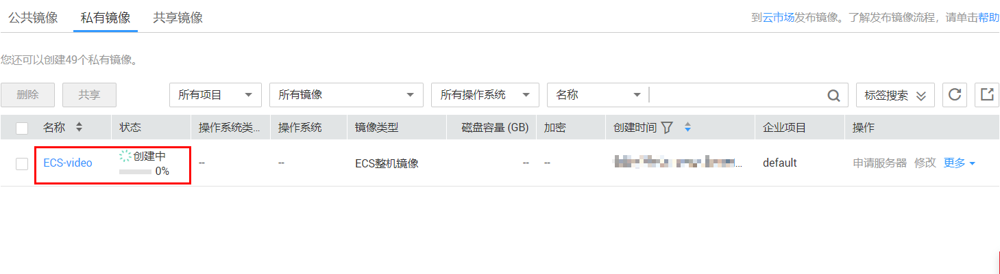 公共镜像 私有镜像 共享镜像 到云市场发布镜像。了解发布镜像流程，请单击帮助
您还可以创建49个私有镜像。
删除 共享 所有项目 所有镜像 所有操作系统 名称 标签搜索
名称 状态 操作系统类... 操作系统 镜像类型 磁盘容量 (GB) 加密 创建时间 企业项目 操作
ECS-video 创建中 0% -- -- ECS整机镜像 -- -- ... default 申请服务器 修改 更多